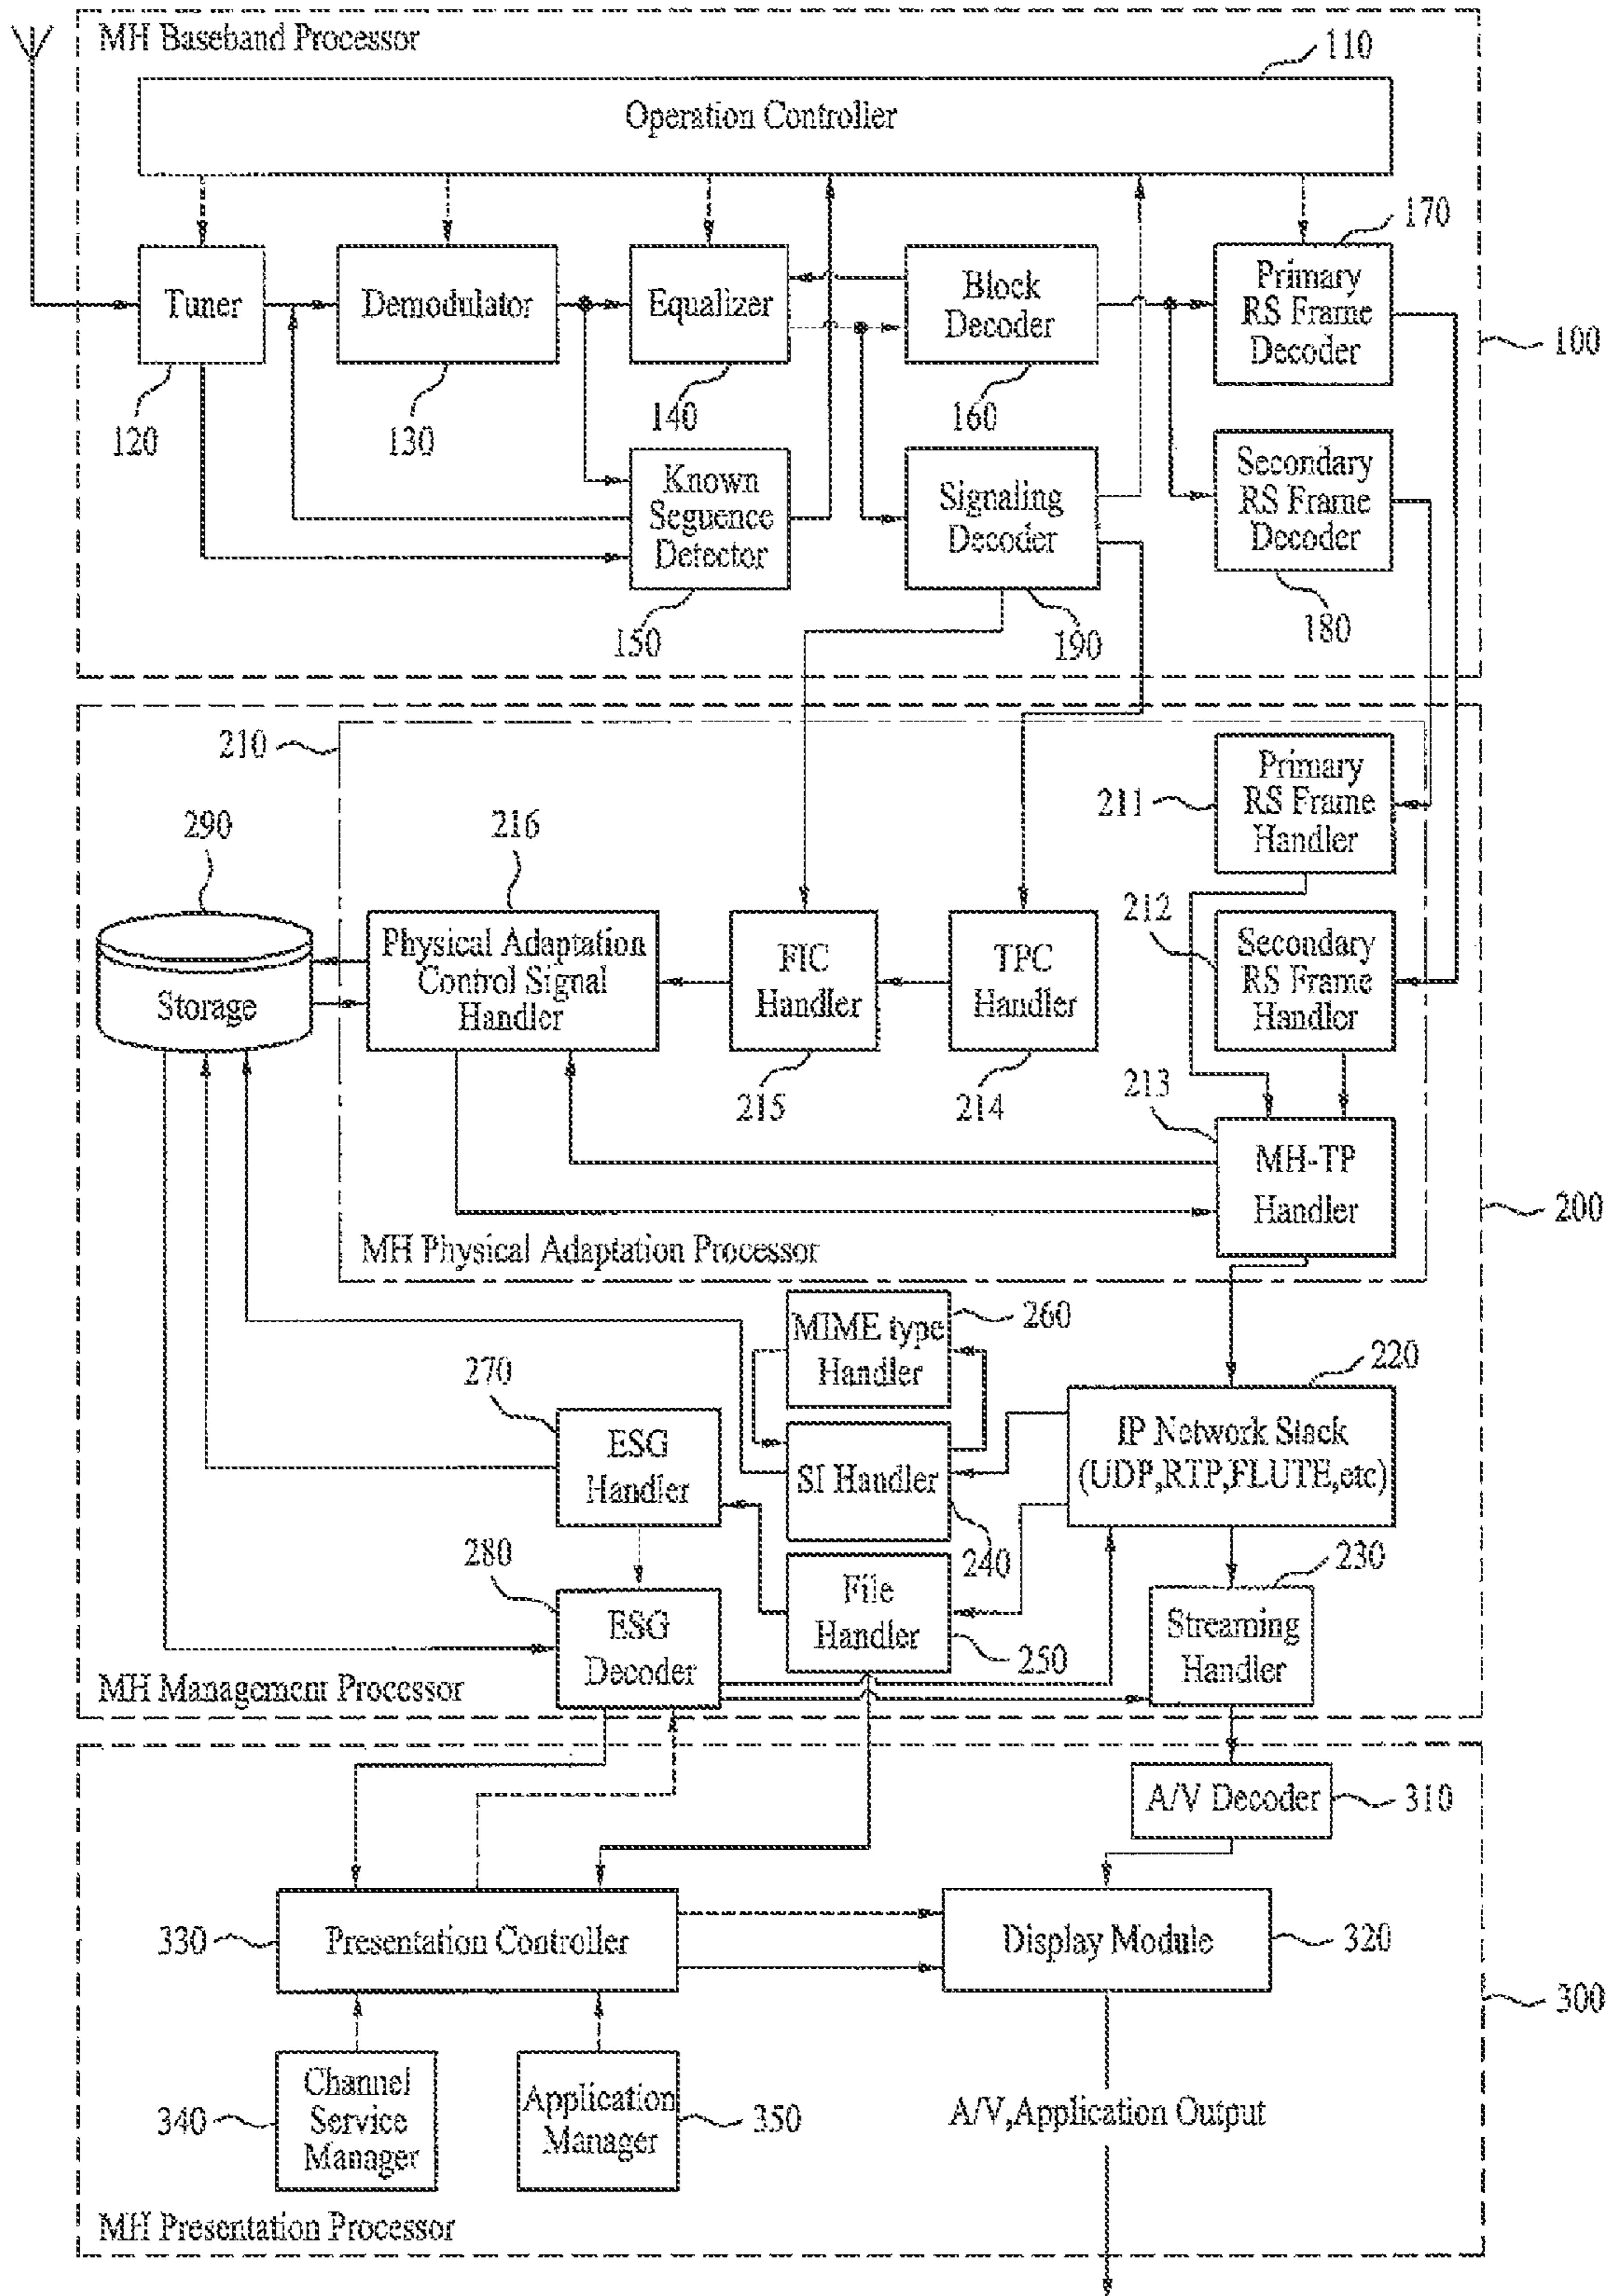 MH Baseband Processor
110
Operation Controller
170
Tuner
Demodulator
Equalizer
Block
Decoder
Primary
RS Frame
Decoder
100
120
130
140
160
Known
Seguence
Detector
Signaling
Decoder
Secondary
RS Frame
Decoder
150
190
180
210
Primary
RS Frame
Handler
211
290
216
212
Storage
Physical Adaptation
Control Signal
Handler
FIC
Handler
TPC
Handler
Secondary
RS Frame
Handler
215
214
213
MH-TP
Handler
200
MH Physical Adaptation Processor
MIME type
Handler
260
220
270
ESG
Handler
SI Handler
IP Network Stack
(UDP,RTP,FLUTE,etc)
240
280
230
ESG
Decoder
File
Handler
250
Streaming
Handler
MH Management Processor
A/V Decoder
310
330
Presentation Controller
Display Module
320
300
340
Channel
Service
Manager
Application
Manager
350
A/V,Application Output
MH Presentation Processor